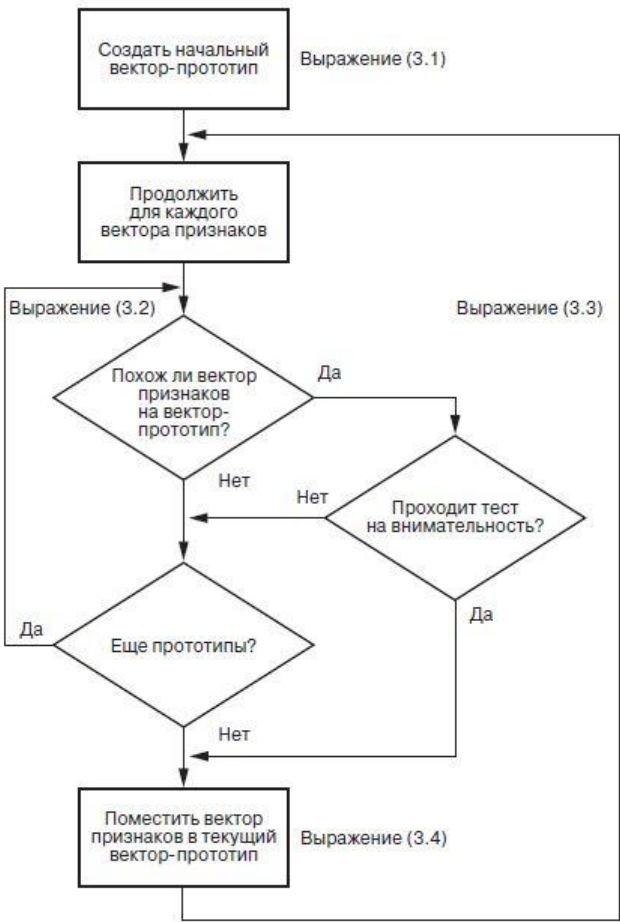 Создать начальный
вектор-прототип
Выражение (3.1)
Продолжить
для каждого
вектора признаков
Выражение (3.2)
Выражение (3.3)
Похож ли вектор
признаков
на вектор-
прототип?
Да
Нет
Нет
Проходит тест
на внимательность?
Да
Да
Еще прототипы?
Нет
Поместить вектор
признаков в текущий
вектор-прототип
Выражение (3.4)